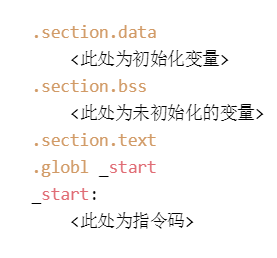 .section.data
<此处为初始化变量>
.section.bss
<此处为未初始化的变量>
.section.text
.globl _start
_start:
<此处为指令码>